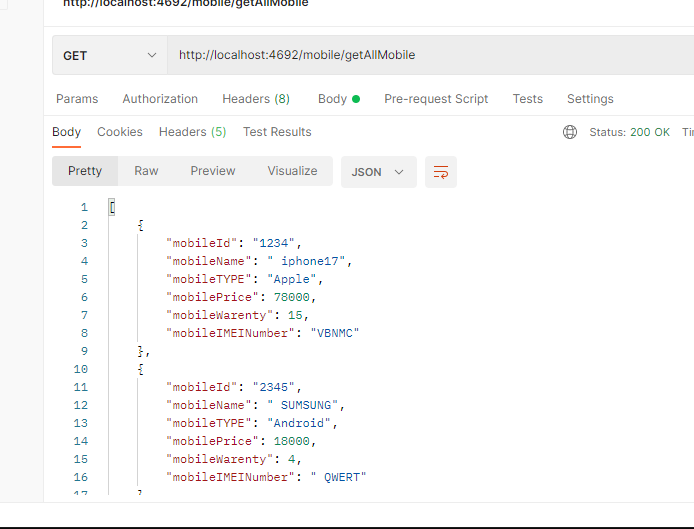 http://localhost:4692/mobile/getAllMobile
GET http://localhost:4692/mobile/getAllMobile
Params Authorization Headers (8) Body Pre-request Script Tests Settings
Body Cookies Headers (5) Test Results Status: 200 OK
Pretty Raw Preview Visualize JSON
1 [
2 {
3 "mobileId": "1234",
4 "mobileName": " iphone17",
5 "mobileTYPE": "Apple",
6 "mobilePrice": 78000,
7 "mobileWarenty": 15,
8 "mobileIMEINumber": "VBNMC"
9 },
10 {
11 "mobileId": "2345",
12 "mobileName": " SUMSUNG",
13 "mobileTYPE": "Android",
14 "mobilePrice": 18000,
15 "mobileWarenty": 4,
16 "mobileIMEINumber": " QWERT"
17 }